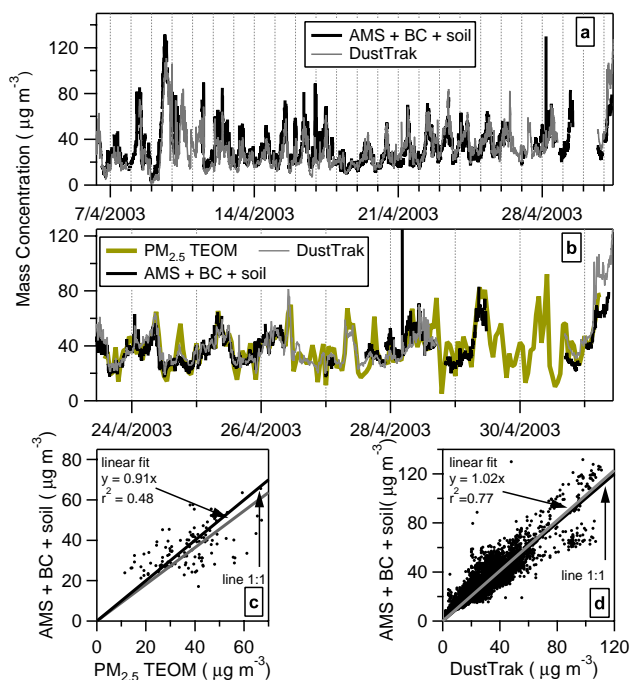 AMS + BC + soil
DustTrak
a
120
80
40
0
7/4/2003
14/4/2003
21/4/2003
28/4/2003
Mass Concentration ( µg m-3)
PM2.5 TEOM
DustTrak
AMS + BC + soil
b
120
80
40
0
24/4/2003
26/4/2003
28/4/2003
30/4/2003
AMS + BC + soil( µg m-3)
80
60
40
20
0
linear fit
y = 0.91x
r2 = 0.48
line 1:1
c
0
20
40
60
PM2.5 TEOM ( µg m-3)
AMS + BC + soil( µg m-3)
120
80
40
0
linear fit
y = 1.02x
r2=0.77
line 1:1
d
0
40
80
120
DustTrak ( µg m-3)